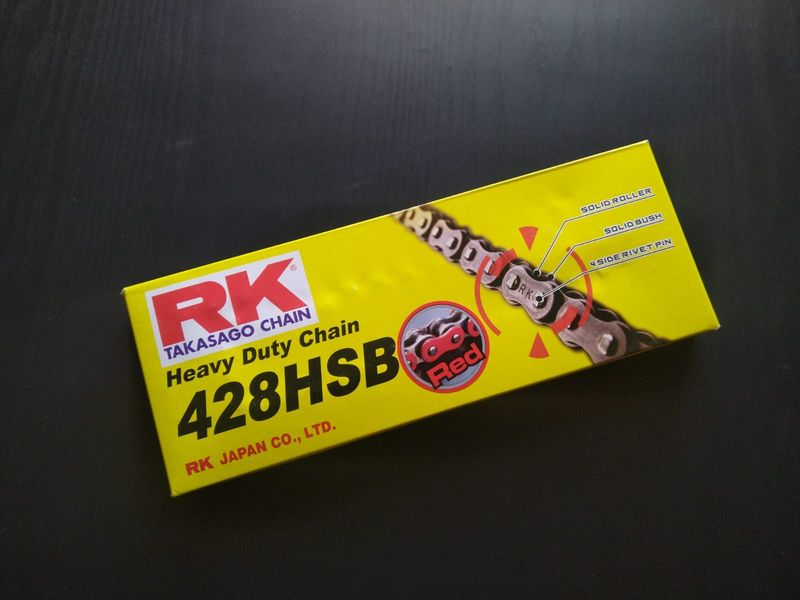 RK®
TAKASAGO CHAIN
Heavy Duty Chain
428HSB
Red
RK JAPAN CO., LTD.
SOLID ROLLER
SOLID BUSH
4 SIDE RIVET PIN
RK